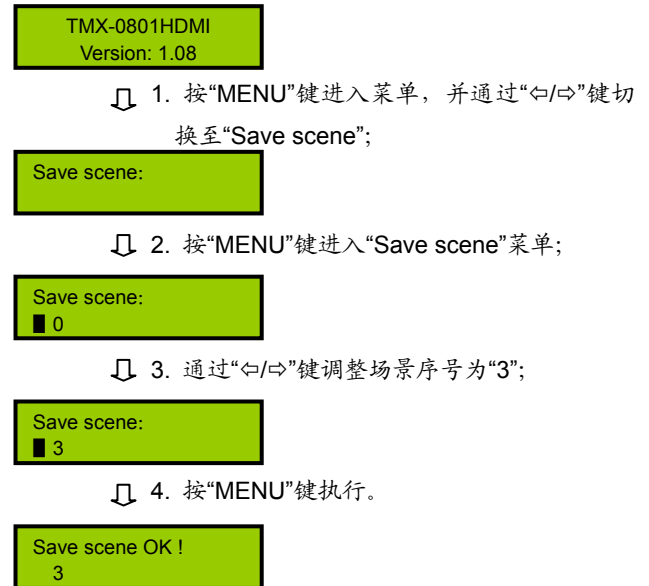 TMX-0801HDMI
Version: 1.08
⇩ 1. 按“MENU”键进入菜单，并通过“⇦/⇨”键切
换至“Save scene”;
Save scene:
⇩ 2. 按“MENU”键进入“Save scene”菜单;
Save scene:
█ 0
⇩ 3. 通过“⇦/⇨”键调整场景序号为“3”;
Save scene:
█ 3
⇩ 4. 按“MENU”键执行。
Save scene OK !
3